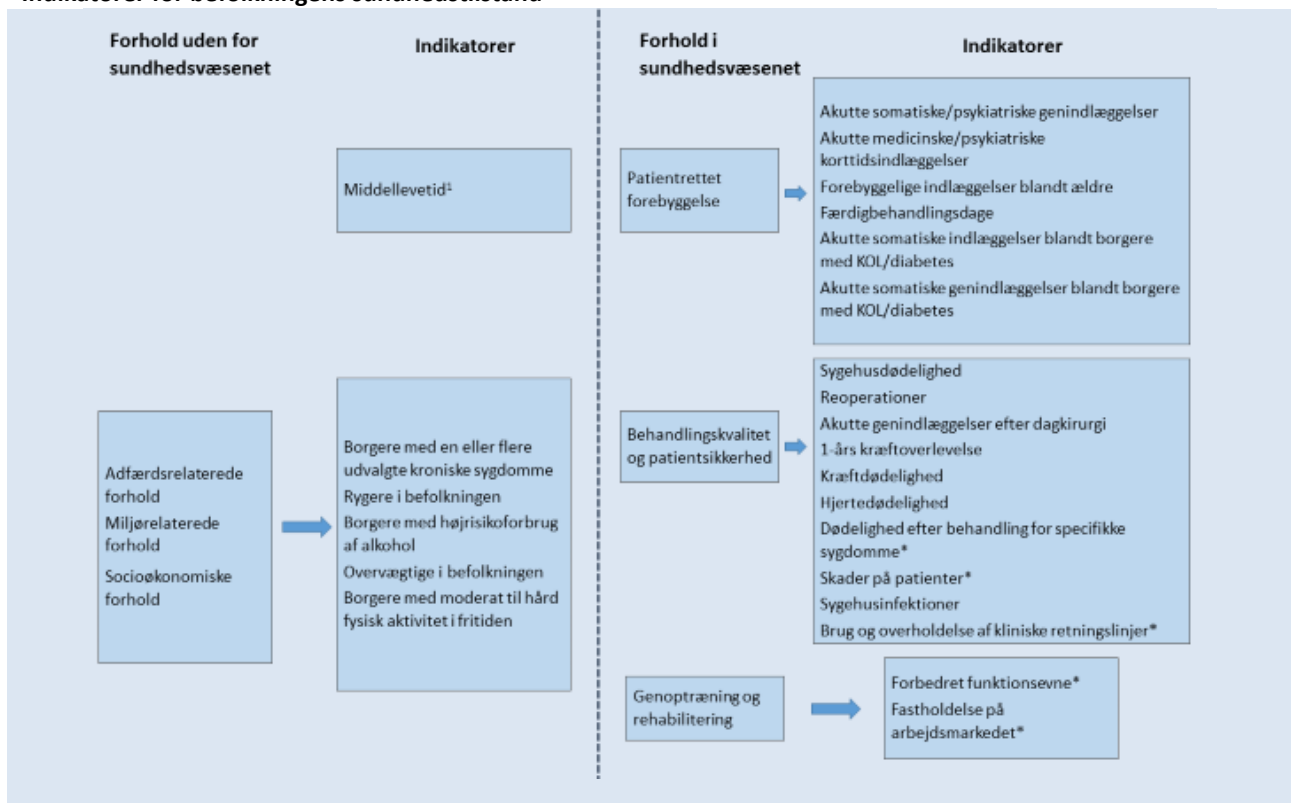 Indikatorer for befolkningens sundhedstilstand
Forhold uden for
sundhedsvæsenet
Indikatorer
Middellevetid¹
Adfærdsrelaterede
forhold
Miljørelaterede
forhold
Socioøkonomiske
forhold
Borgere med en eller flere
udvalgte kroniske sygdomme
Rygere i befolkningen
Borgere med højrisikoforbrug
af alkohol
Overvægtige i befolkningen
Borgere med moderat til hård
fysisk aktivitet i fritiden
Forhold i
sundhedsvæsenet
Indikatorer
Patientrettet
forebyggelse
Akutte somatiske/psykiatriske genindlæggelser
Akutte medicinske/psykiatriske
korttidsindlæggelser
Forebyggelige indlæggelser blandt ældre
Færdigbehandlingsdage
Akutte somatiske indlæggelser blandt borgere
med KOL/diabetes
Akutte somatiske genindlæggelser blandt borgere
med KOL/diabetes
Behandlingskvalitet
og patientsikkerhed
Sygehusdødelighed
Reoperationer
Akutte genindlæggelser efter dagkirurgi
1-års kræftoverlevelse
Kræftdødelighed
Hjertedødelighed
Dødelighed efter behandling for specifikke
sygdomme*
Skader på patienter*
Sygehusinfektioner
Brug og overholdelse af kliniske retningslinjer*
Genoptræning og
rehabilitering
Forbedret funktionsevne*
Fastholdelse på
arbejdsmarkedet*